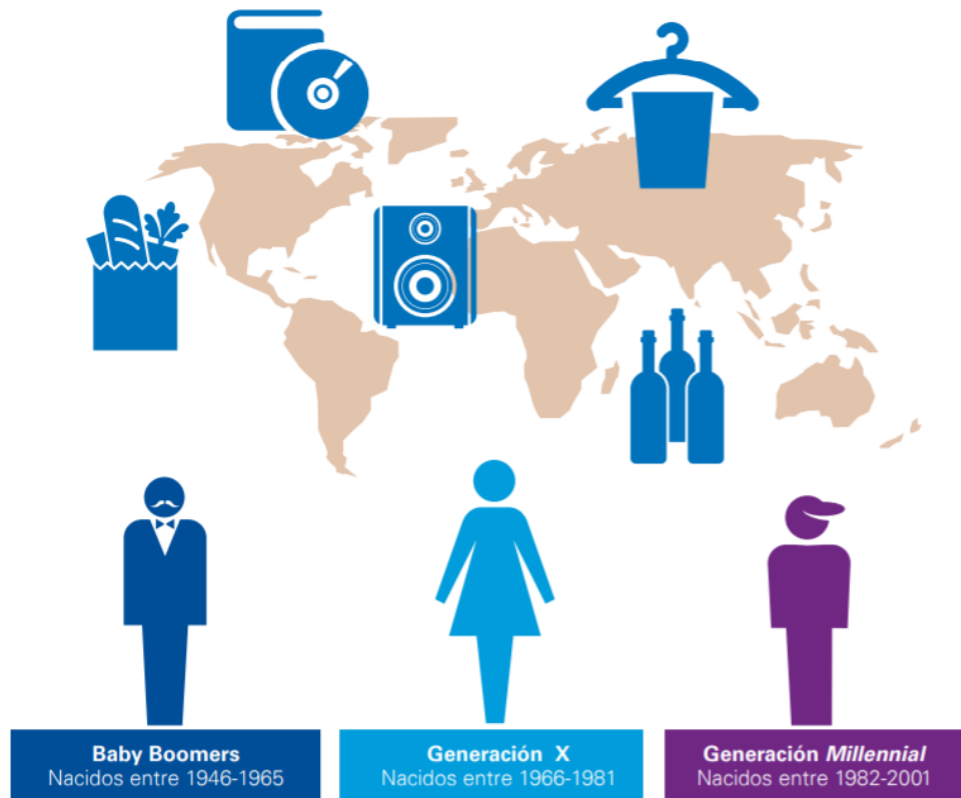 Baby Boomers
Nacidos entre 1946-1965
Generación X
Nacidos entre 1966-1981
Generación Millennial
Nacidos entre 1982-2001